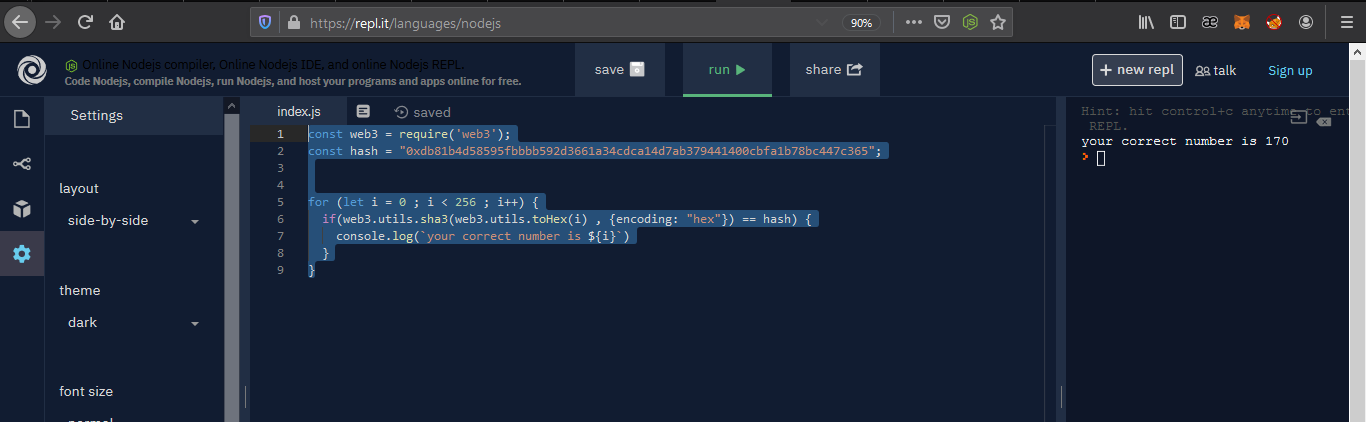 https://repl.it/languages/nodejs
90%
Online Nodejs compiler, Online Nodejs IDE, and online Nodejs REPL.
Code Nodejs, compile Nodejs, run Nodejs, and host your programs and apps online for free.
save
run
share
+ new repl
talk
Sign up
Settings
layout
side-by-side
theme
dark
font size
normal
index.js
saved
1 const web3 = require('web3');
2 const hash = "0xdb81b4d58595fbbbb592d3661a34cdca14d7ab379441400cbfa1b78bc447c365";
3
4
5 for (let i = 0 ; i < 256 ; i++) {
6 if(web3.utils.sha3(web3.utils.toHex(i) , {encoding: "hex"}) == hash) {
7 console.log(`your correct number is ${i}`)
8 }
9 }
Hint: hit control+c anytime to ent
REPL.
your correct number is 170